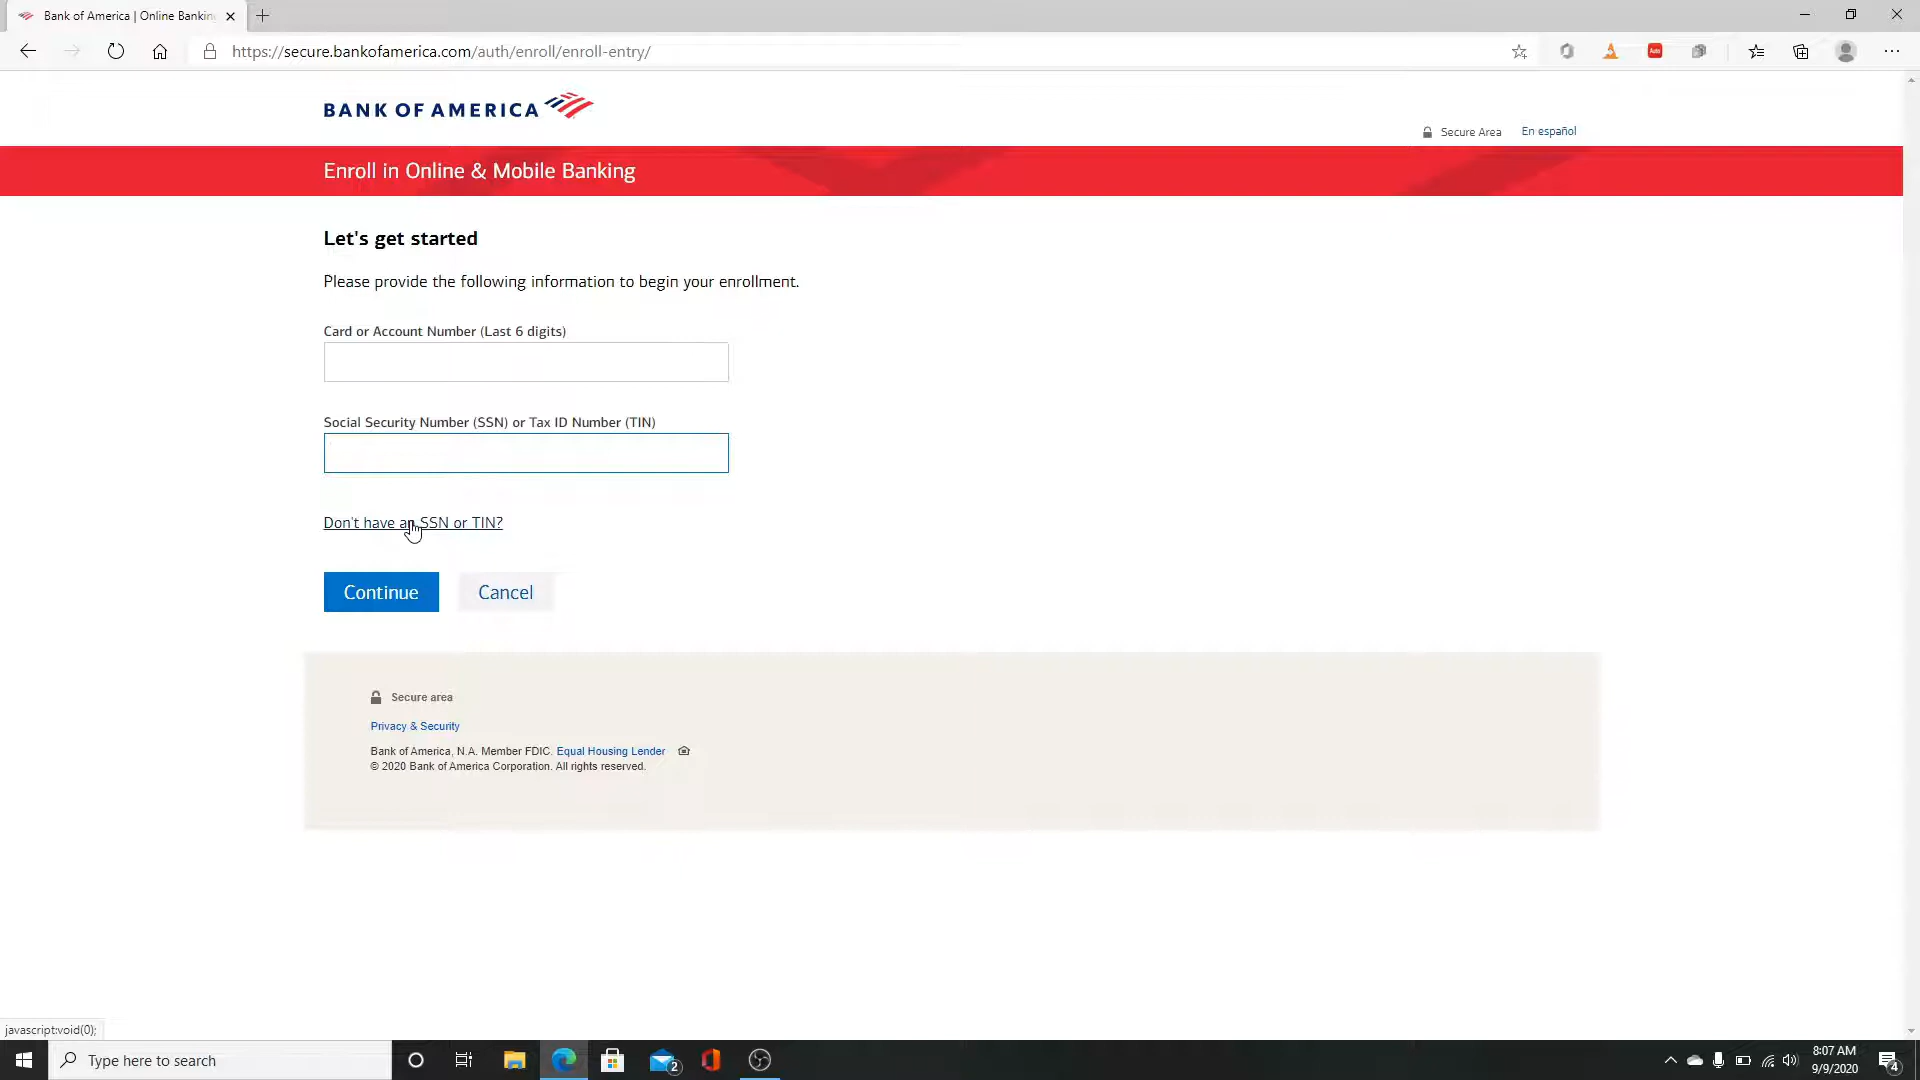 Bank of America | Online Bankin
https://secure.bankofamerica.com/auth/enroll/enroll-entry/
BANK OF AMERICA
Secure Area En español
Enroll in Online & Mobile Banking
Let's get started
Please provide the following information to begin your enrollment.
Card or Account Number (Last 6 digits)
Social Security Number (SSN) or Tax ID Number (TIN)
Don't have an SSN or TIN?
Continue Cancel
Secure area
Privacy & Security
Bank of America, N.A. Member FDIC. Equal Housing Lender
© 2020 Bank of America Corporation. All rights reserved.
javascript:void(0);
Type here to search
2
8:07 AM
9/9/2020
4